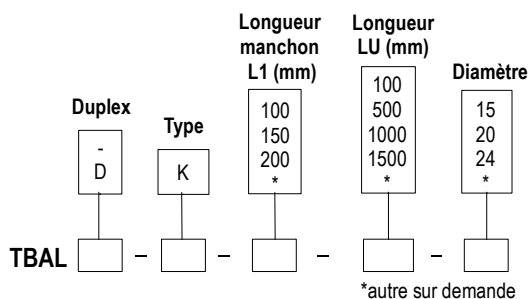 Duplex
-
D
Type
K
Longueur
manchon
L1 (mm)
100
150
200
*
Longueur
LU (mm)
100
500
1000
1500
*
Diamètre
15
20
24
*
TBAL - - - -
*autre sur demande